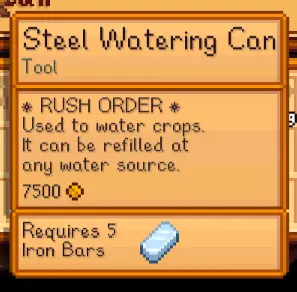 Steel Watering Can
Tool
* RUSH ORDER *
Used to water crops.
It can be refilled at
any water source.
7500
Requires 5
Iron Bars